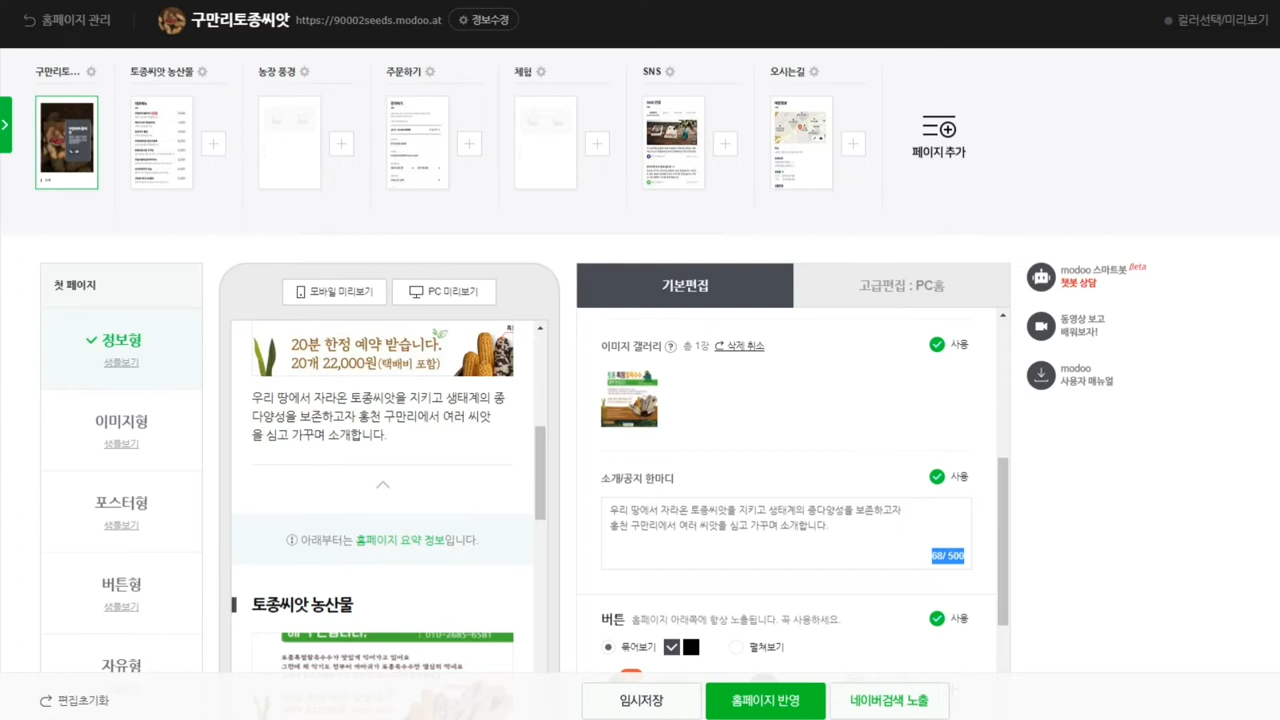 홈페이지 관리
구만리토종씨앗 https://90002seeds.modoo.at 정보수정
컬러선택/미리보기
구만리토... 토종씨앗 농산물 농장 풍경 주문하기 체험 SNS 오시는길
페이지 추가
첫 페이지
정보형
샘플보기
이미지형
샘플보기
포스터형
샘플보기
버튼형
샘플보기
자유형
모바일 미리보기 PC 미리보기
20분 한정 예약 받습니다.
20개 22,000원(택배비 포함)
우리 땅에서 자라온 토종씨앗을 지키고 생태계의 종
다양성을 보존하고자 홍천 구만리에서 여러 씨앗
을 심고 가꾸며 소개합니다.
아래부터는 홈페이지 요약 정보입니다.
토종씨앗 농산물
010-2685-6581
기본편집 고급편집 : PC홈
이미지 갤러리 ? 총 1장 삭제 취소 사용
소개/공지 한마디 사용
우리 땅에서 자라온 토종씨앗을 지키고 생태계의 종다양성을 보존하고자
홍천 구만리에서 여러 씨앗을 심고 가꾸며 소개합니다.
68/ 500
버튼 홈페이지 아래쪽에 항상 노출됩니다. 꼭 사용하세요. 사용
묶어보기 펼쳐보기
modoo 스마트봇 Beta
챗봇 상담
동영상 보고
배워보자!
modoo
사용자 매뉴얼
편집초기화
임시저장 홈페이지 반영 네이버검색 노출